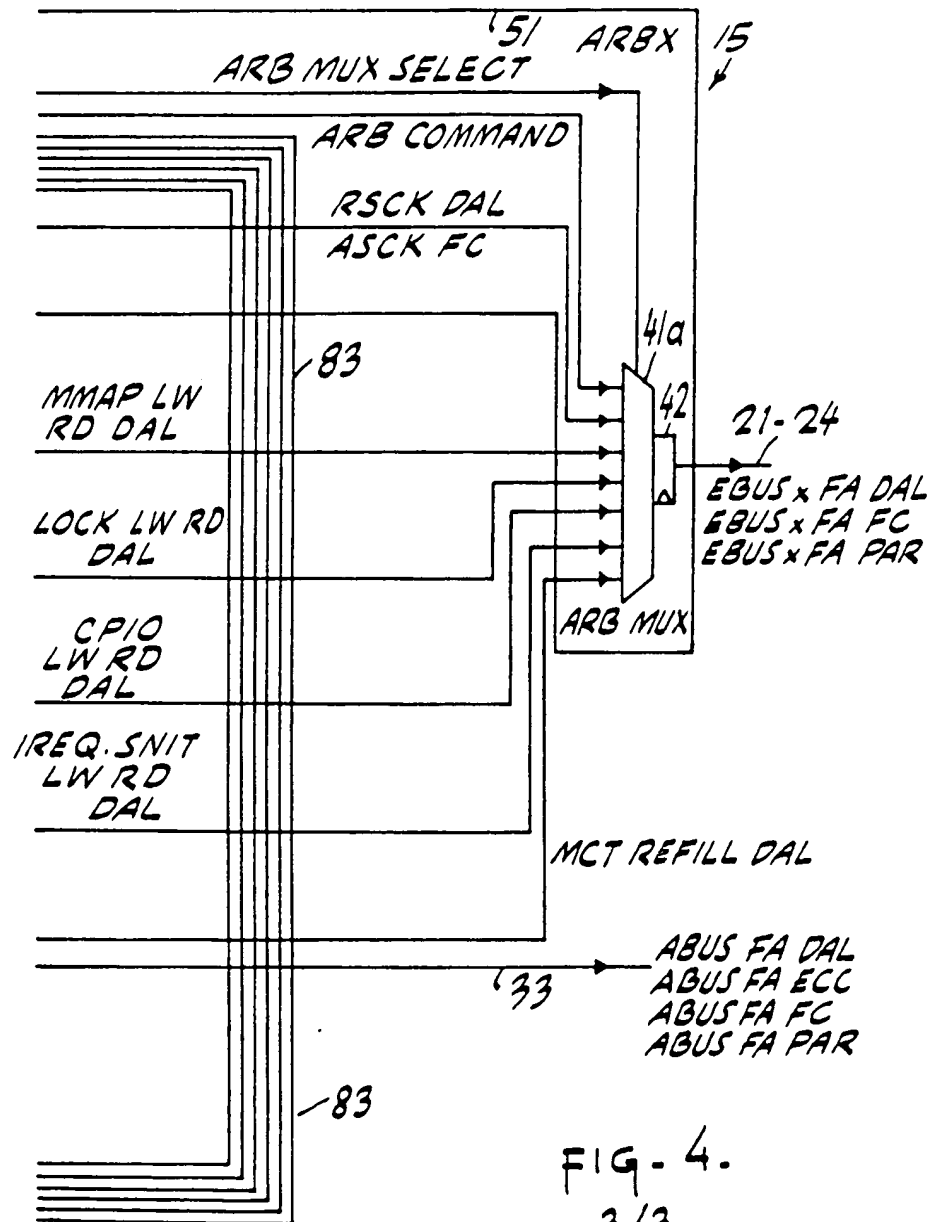 51 ARBX 15
ARB MUX SELECT
ARB COMMAND
RSCK DAL
ASCK FC
41a
83
42
MMAP LW
RD DAL
21-24
EBUS x FA DAL
EBUS x FA FC
EBUS x FA PAR
LOCK LW RD
DAL
ARB MUX
CPIO
LW RD
DAL
IREQ.SNIT
LW RD
DAL
MCT REFILL DAL
ABUS FA DAL
ABUS FA ECC
ABUS FA FC
ABUS FA PAR
33
83
FIG-4.
3/3